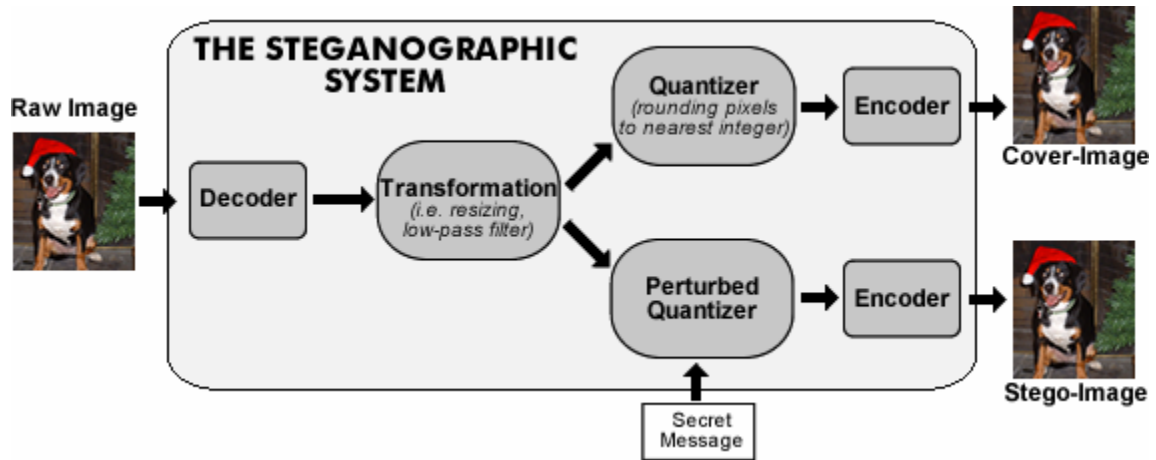 THE STEGANOGRAPHIC
SYSTEM
Raw Image
Decoder
Transformation
(i.e. resizing,
low-pass filter)
Quantizer
(rounding pixels
to nearest integer)
Encoder
Cover-Image
Perturbed
Quantizer
Encoder
Stego-Image
Secret
Message